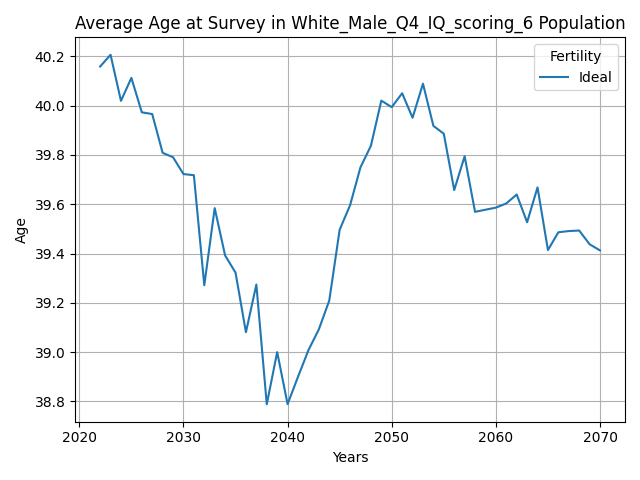 Average Age at Survey in White_Male_Q4_IQ_scoring_6 Population
Fertility
Ideal
40.2
40.0
39.8
39.6
39.4
39.2
39.0
38.8
Age
2020
2030
2040
2050
2060
2070
Years